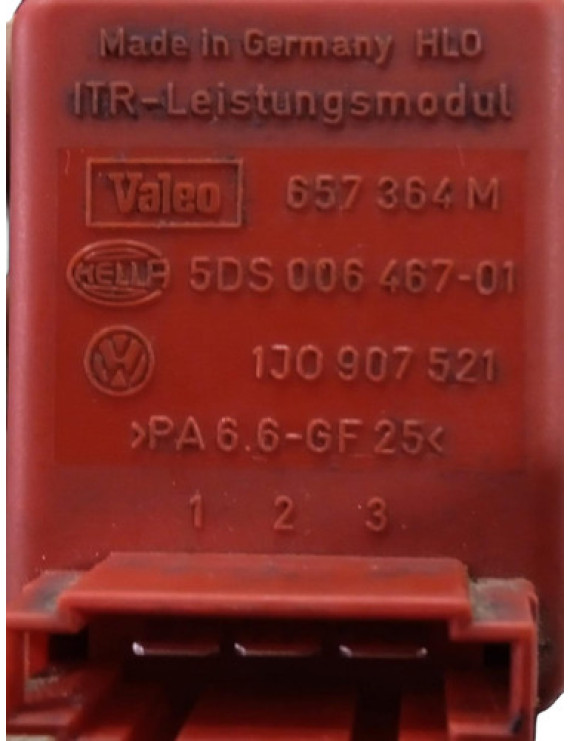 Made in Germany HLO
ITR-Leistungsmodul
Valeo 657 364 M
HELLA 5DS 006 467-01
VW 1J0 907 521
>PA 6.6-GF 25<
1 2 3